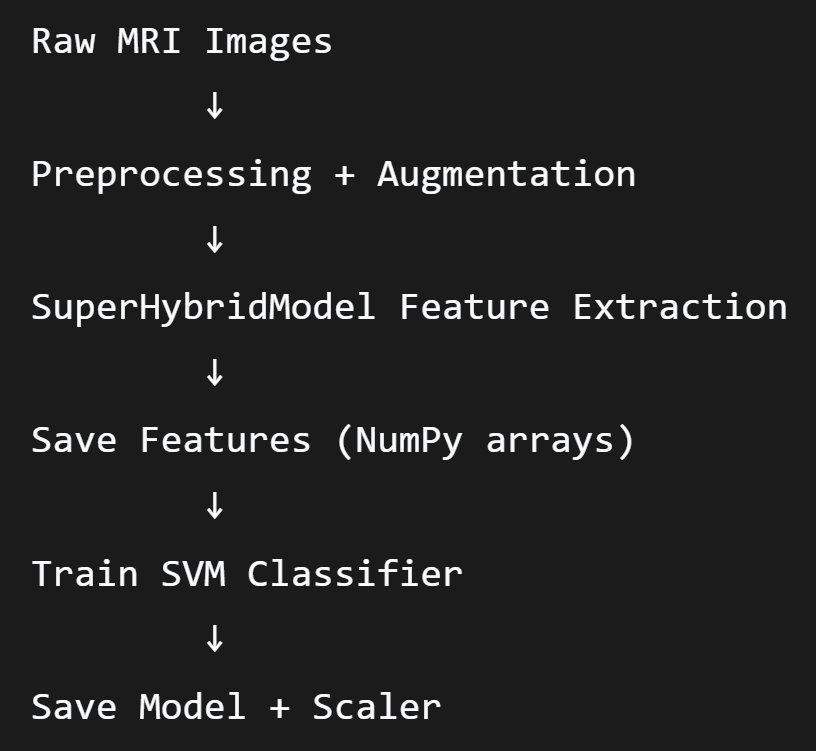 Raw MRI Images
↓
Preprocessing + Augmentation
↓
SuperHybridModel Feature Extraction
↓
Save Features (NumPy arrays)
↓
Train SVM Classifier
↓
Save Model + Scaler